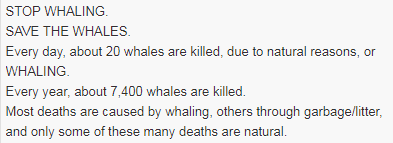 STOP WHALING.
SAVE THE WHALES.
Every day, about 20 whales are killed, due to natural reasons, or
WHALING.
Every year, about 7,400 whales are killed.
Most deaths are caused by whaling, others through garbage/litter,
and only some of these many deaths are natural.